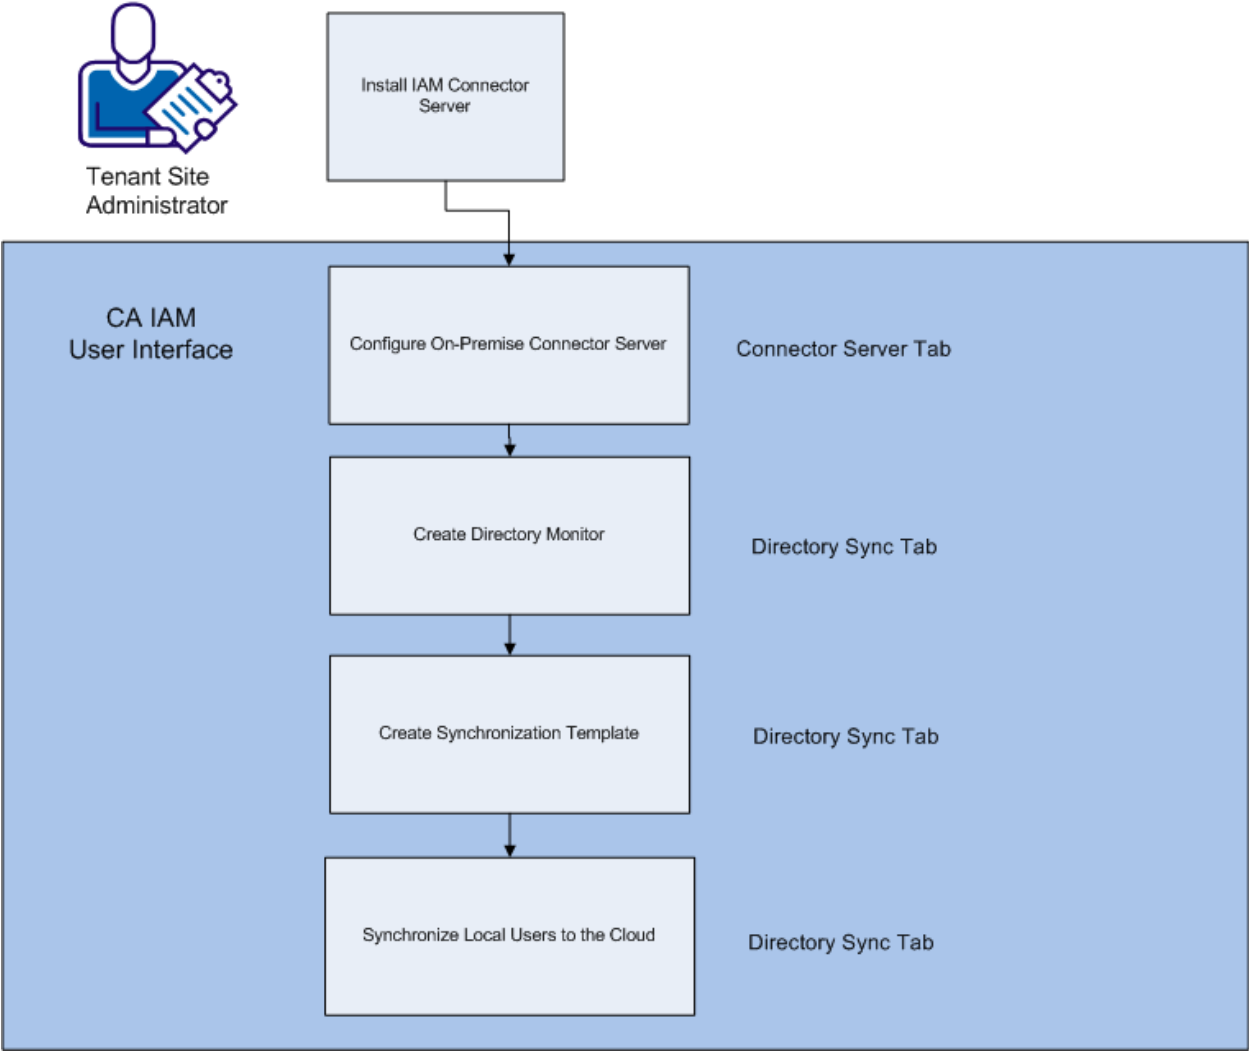 Tenant Site
Administrator
Install IAM Connector
Server
CA IAM
User Interface
Configure On-Premise Connector Server
Connector Server Tab
Create Directory Monitor
Directory Sync Tab
Create Synchronization Template
Directory Sync Tab
Synchronize Local Users to the Cloud
Directory Sync Tab